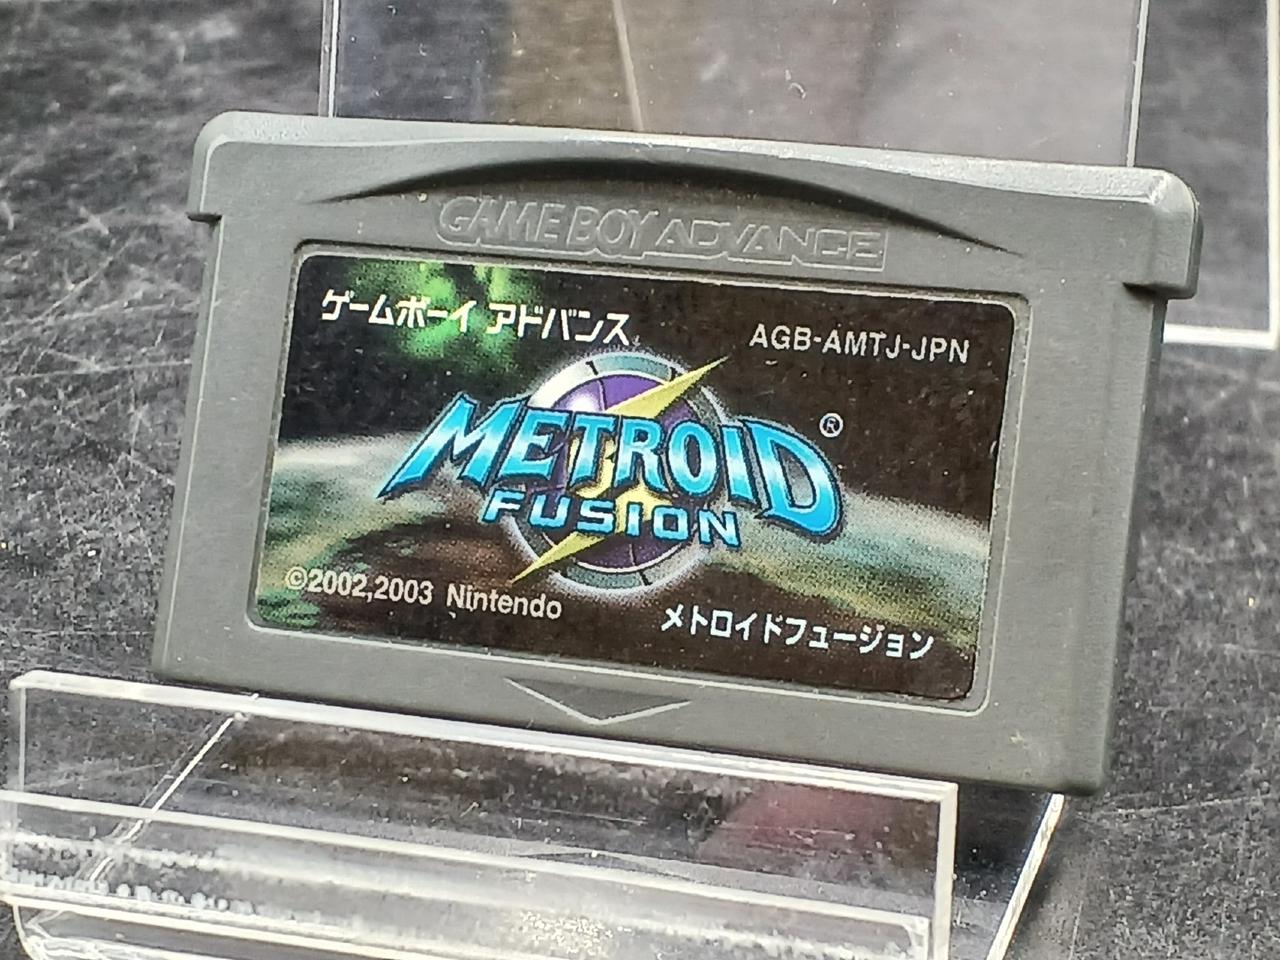 GAME BOY ADVANCE
ゲームボーイ アドバンス
AGB-AMTJ-JPN
METROID®
FUSION
©2002,2003 Nintendo
メトロイドフュージョン